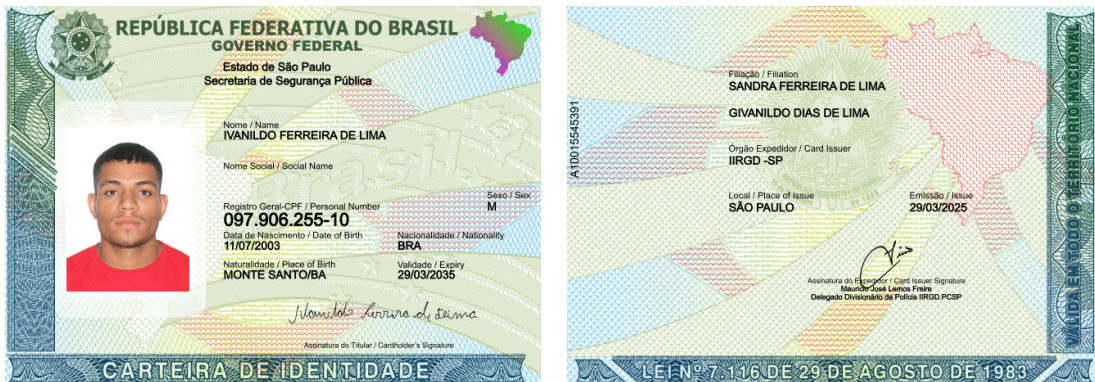 REPÚBLICA FEDERATIVA DO BRASIL
GOVERNO FEDERAL
Estado de São Paulo
Secretaria de Segurança Pública
Nome / Name
IVANILDO FERREIRA DE LIMA
Nome Social / Social Name
Registro Geral-CPF / Personal Number
097.906.255-10
Sexo / Sex
M
Data de Nascimento / Date of Birth
11/07/2003
Nacionalidade / Nationality
BRA
Naturalidade / Place of Birth
MONTE SANTO/BA
Validade / Expiry
29/03/2035
Ivanildo Ferreira de Lima
Assinatura do Titular / Cardholder's Signature
CARTEIRA DE IDENTIDADE
Brasil
A10015545391
Filiação / Filiation
SANDRA FERREIRA DE LIMA
GIVANILDO DIAS DE LIMA
Órgão Expedidor / Card Issuer
IIRGD -SP
Local / Place of Issue
SÃO PAULO
Emissão / Issue
29/03/2025
Assinatura do Expedidor / Card Issuer Signature
Mauricio José Lemos Freire
Delegado Divisionário de Polícia IIRGD.PCSP
VÁLIDA EM TODO O TERRITÓRIO NACIONAL
LEI Nº 7.116 DE 29 DE AGOSTO DE 1983